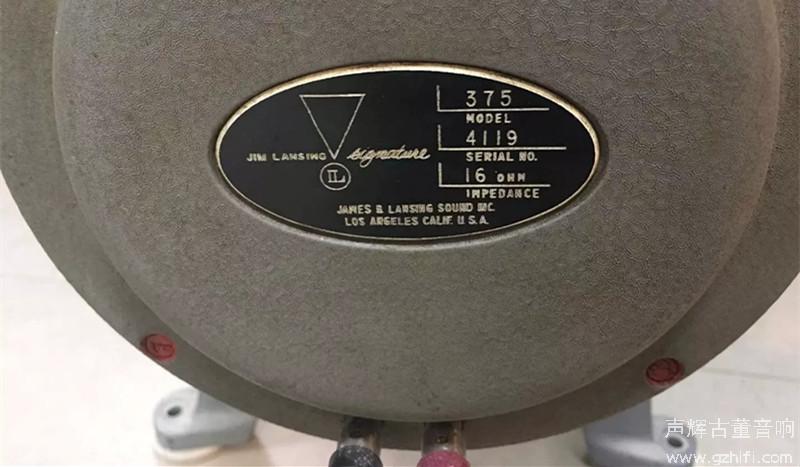 375
MODEL
4119
JIM LANSING signature
SERIAL NO.
16 OHM
IMPEDANCE
JAMES B LANSING SOUND INC.
LOS ANGELES CALIF. U.S.A.
声辉古董音响
www.gzhifi.com